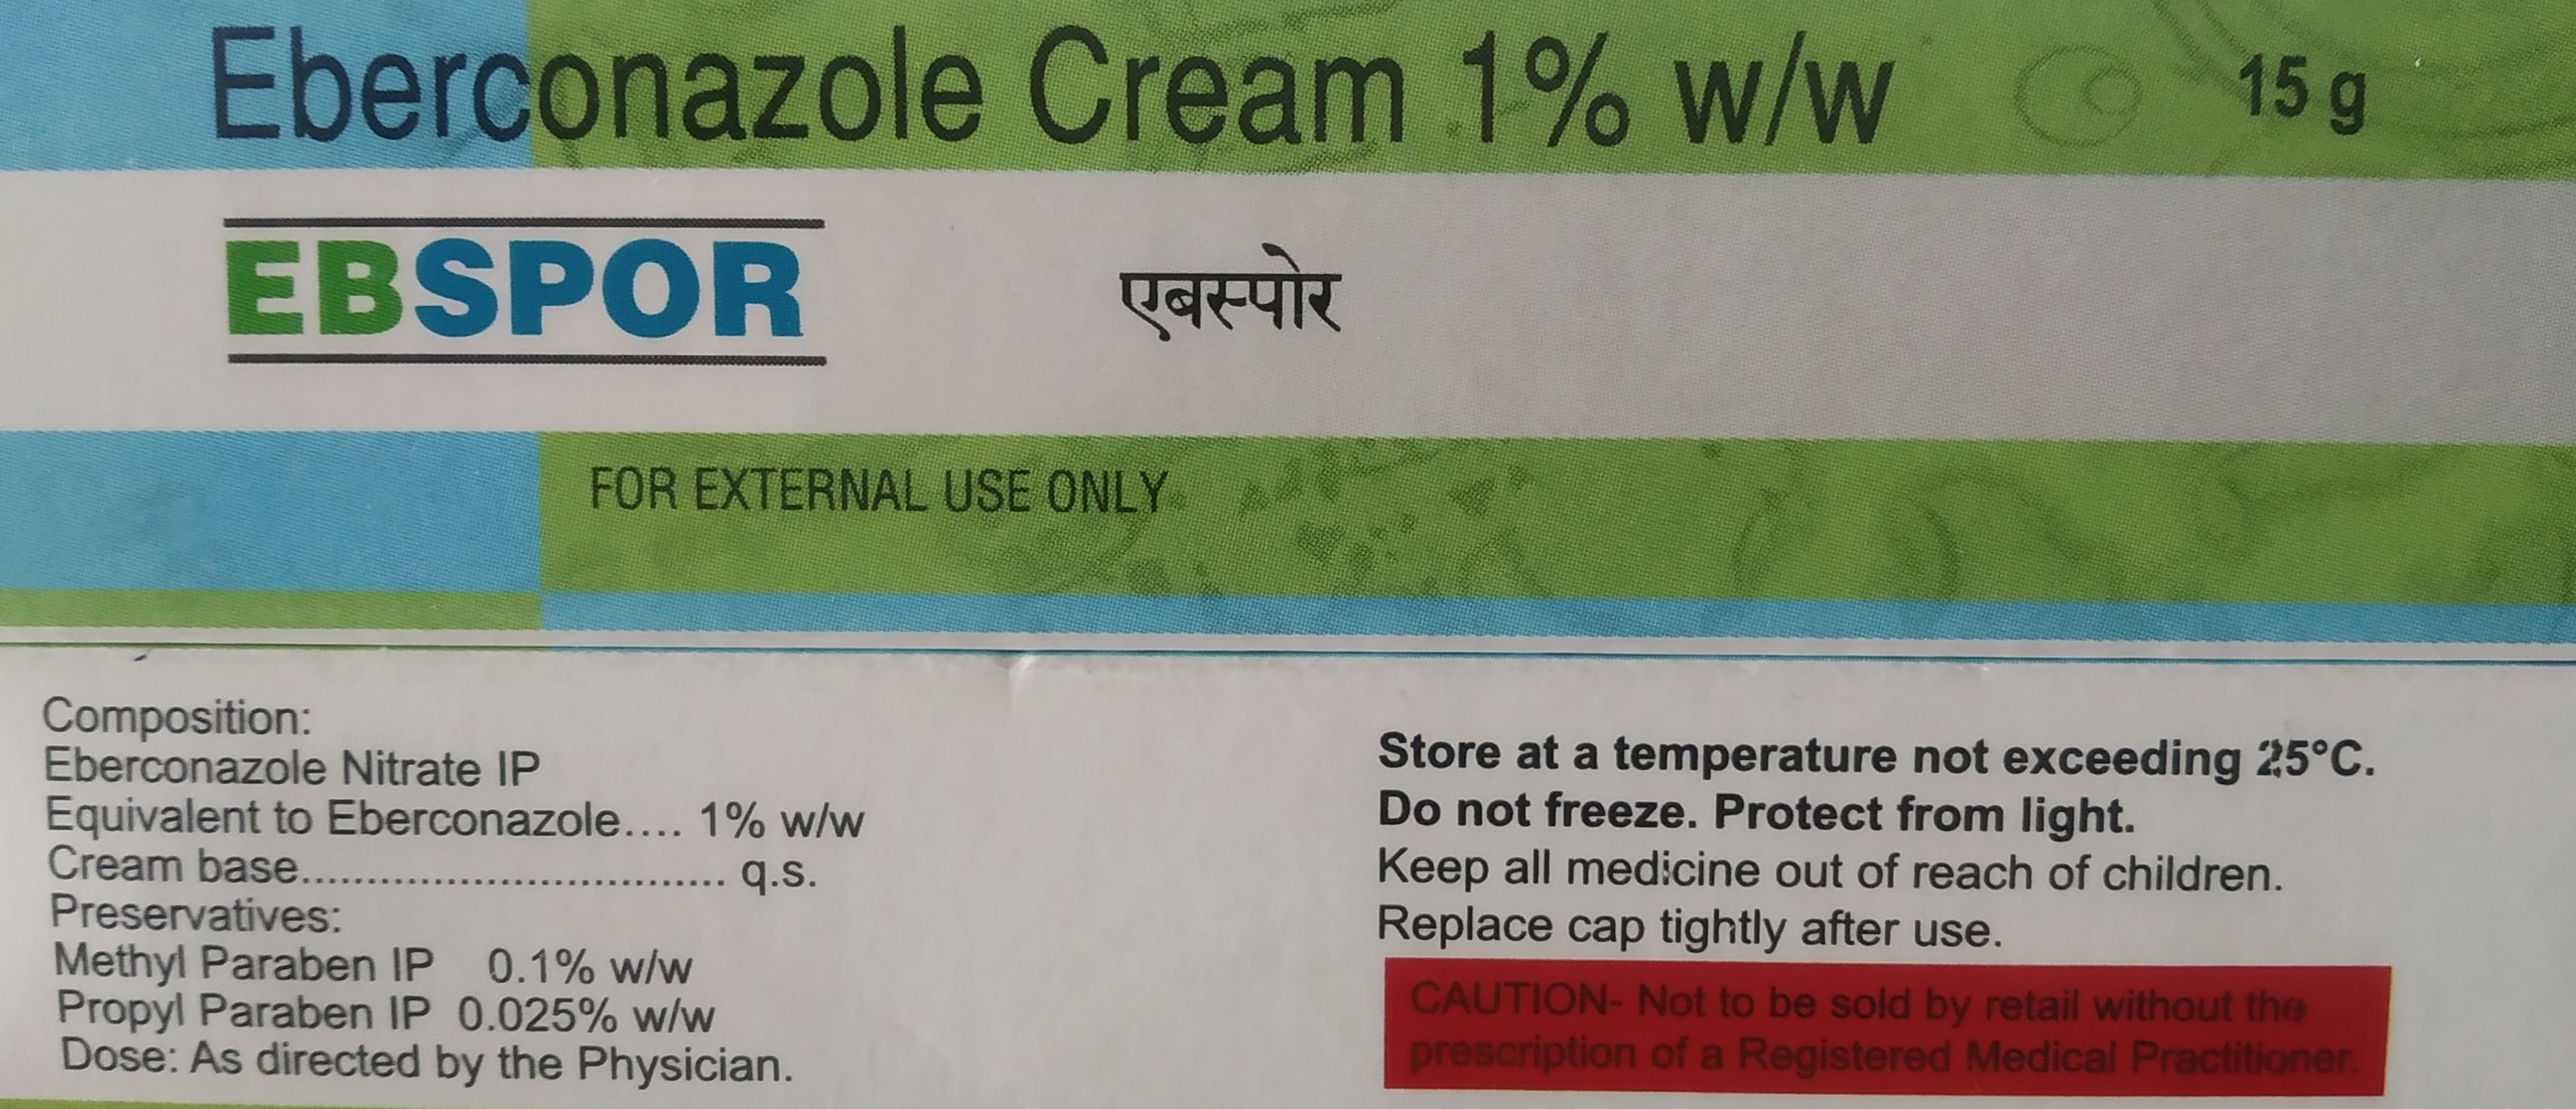 Eberconazole Cream 1% w/w 15 g
EBSPOR एबस्पोर
FOR EXTERNAL USE ONLY
Composition:
Eberconazole Nitrate IP
Equivalent to Eberconazole.... 1% w/w
Cream base................................. q.s.
Preservatives:
Methyl Paraben IP 0.1% w/w
Propyl Paraben IP 0.025% w/w
Dose: As directed by the Physician.
Store at a temperature not exceeding 25°C.
Do not freeze. Protect from light.
Keep all medicine out of reach of children.
Replace cap tightly after use.
CAUTION- Not to be sold by retail without the
prescription of a Registered Medical Practitioner.